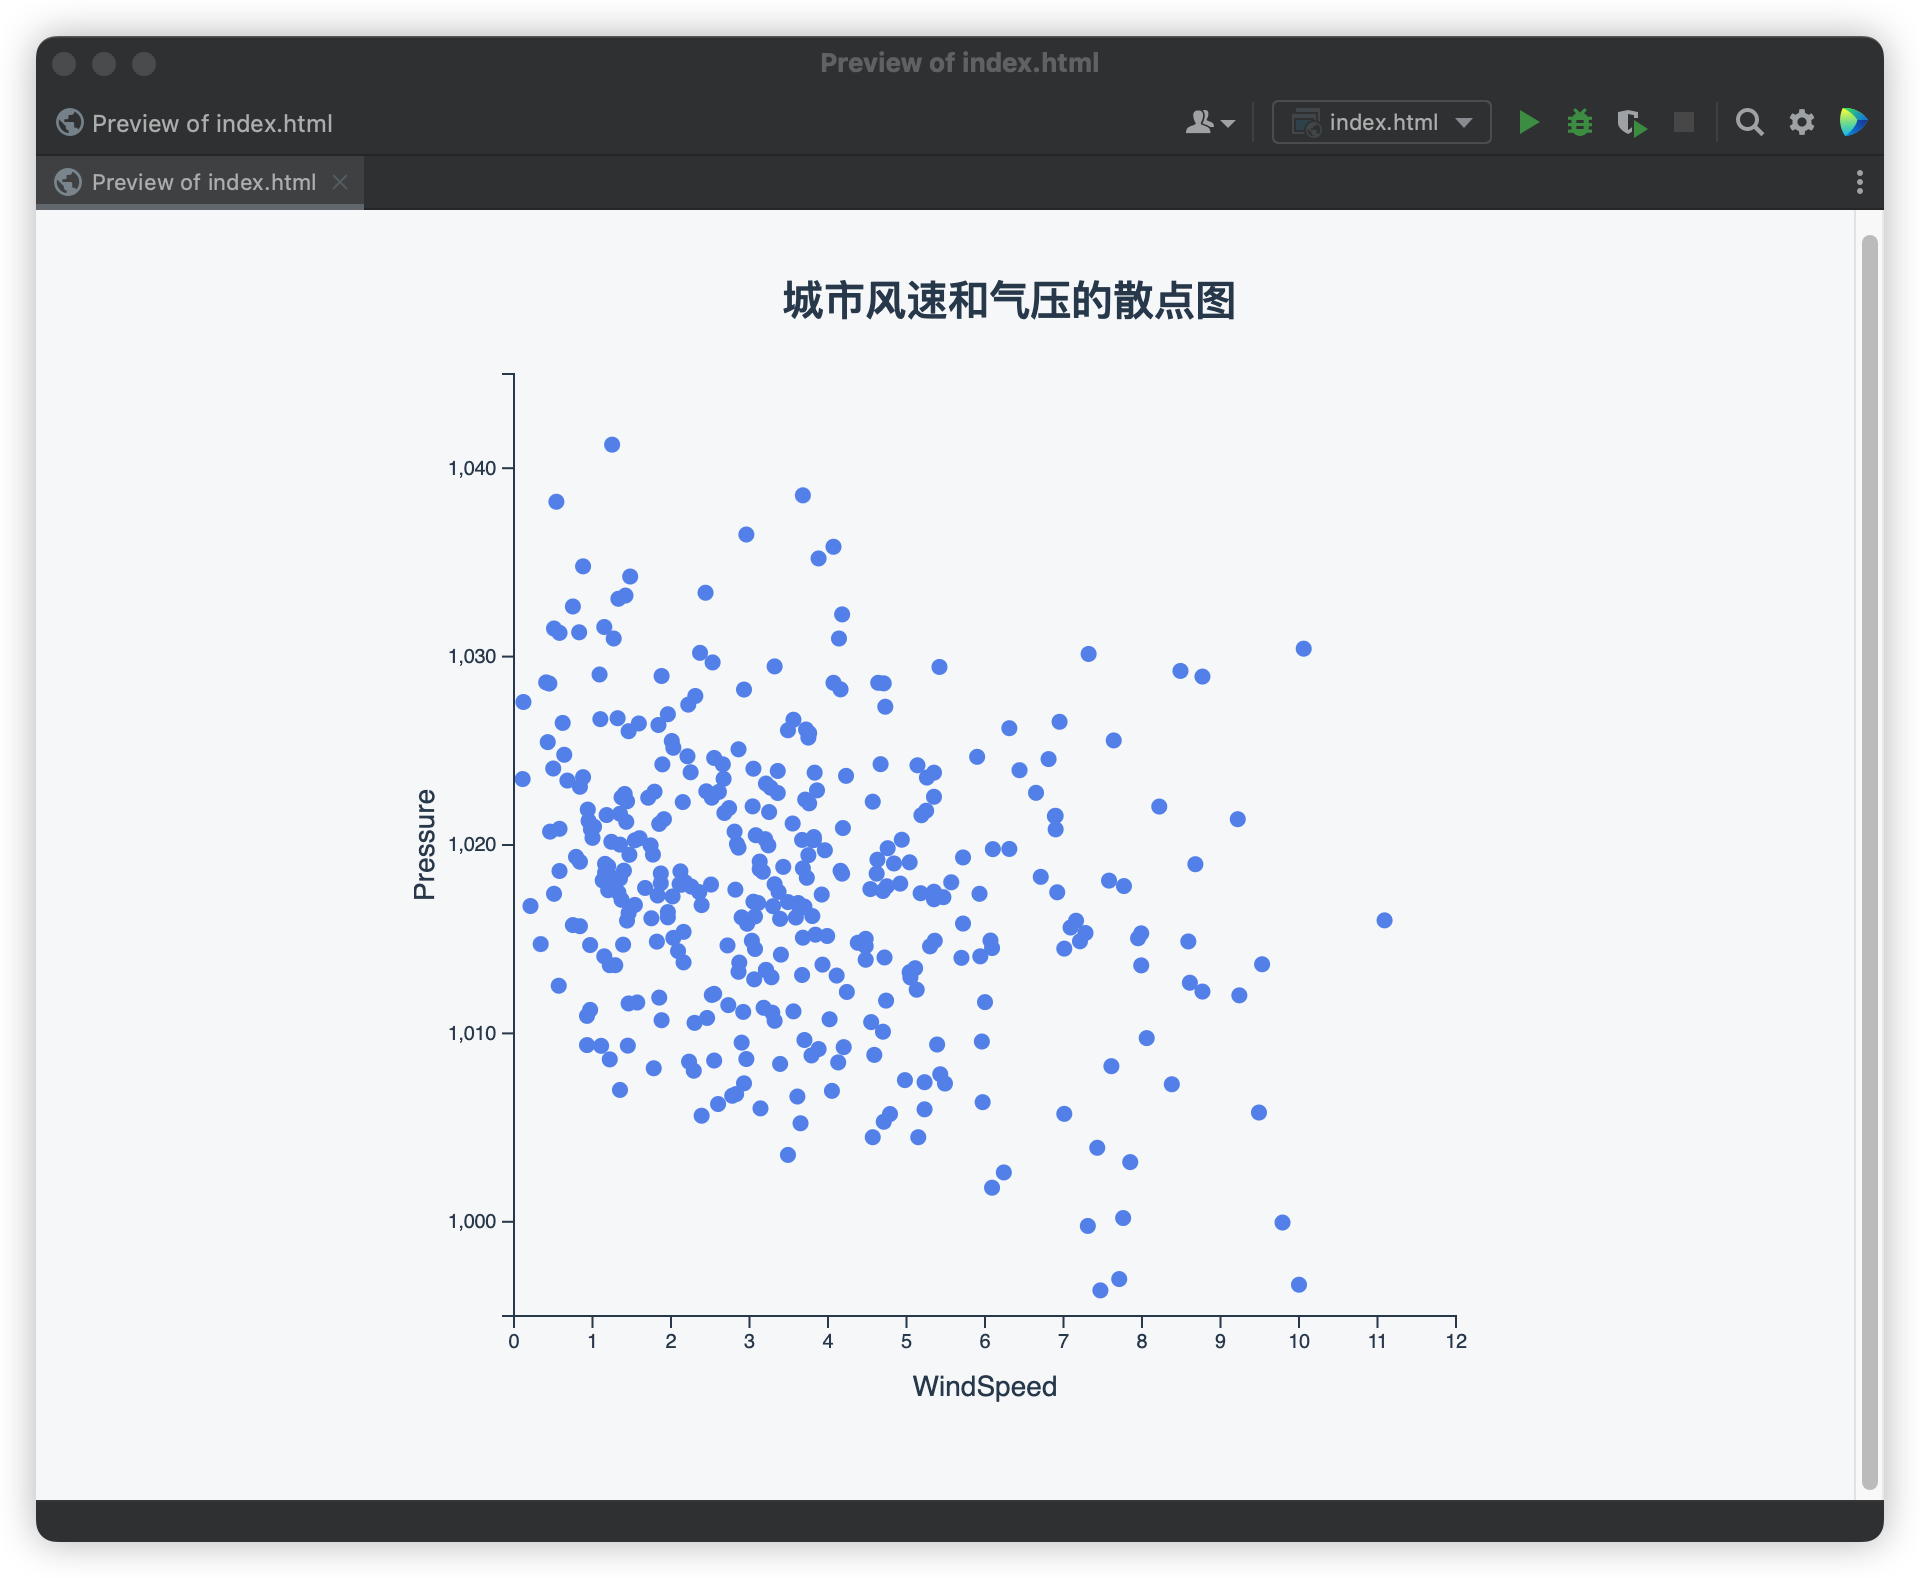 Preview of index.html
Preview of index.html
index.html
Preview of index.html
城市风速和气压的散点图
1,040
1,030
1,020
1,010
1,000
Pressure
0 1 2 3 4 5 6 7 8 9 10 11 12
WindSpeed